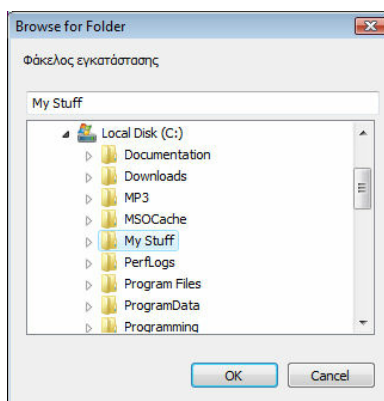 Browse for Folder
Φάκελος εγκατάστασης
My Stuff
Local Disk (C:)
Documentation
Downloads
MP3
MSOCache
My Stuff
PerfLogs
Program Files
ProgramData
Programming
OK
Cancel